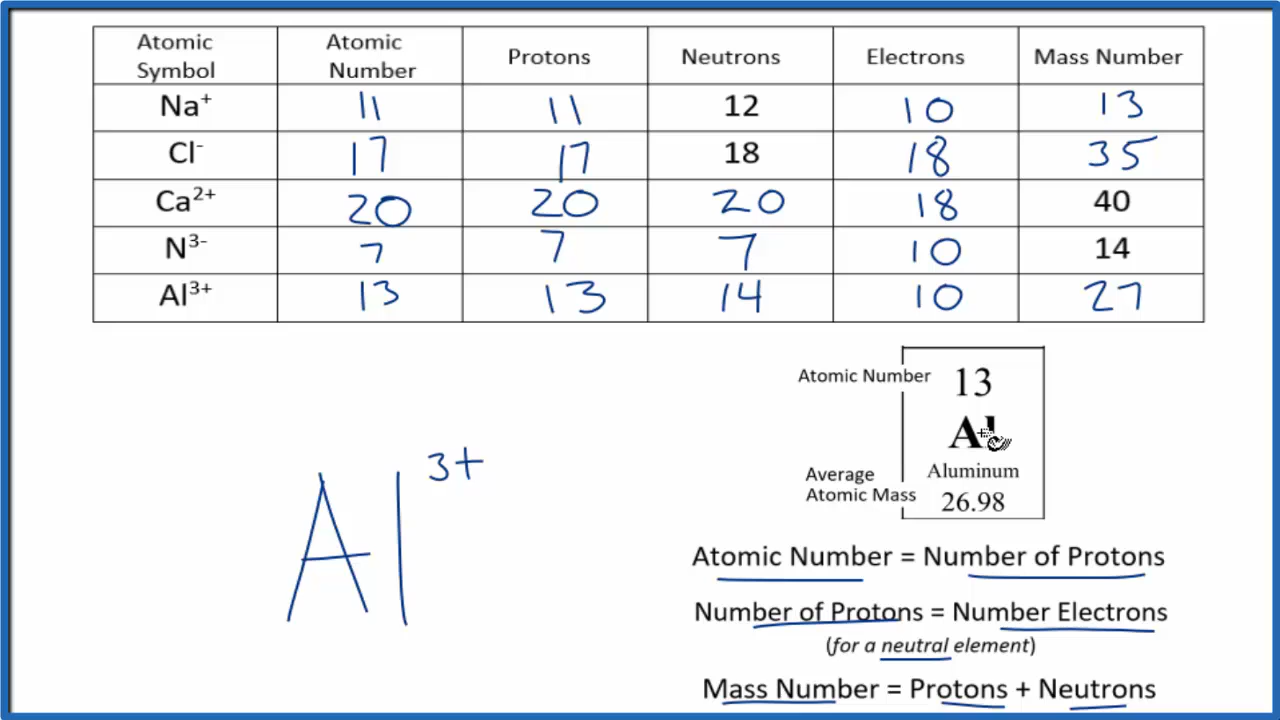 Atomic Symbol Atomic Number Protons Neutrons Electrons Mass Number
Na⁺ 11 11 12 10 13
Cl⁻ 17 17 18 18 35
Ca²⁺ 20 20 20 18 40
N³⁻ 7 7 7 10 14
Al³⁺ 13 13 14 10 27
Atomic Number 13
Al
Aluminum
Average Atomic Mass 26.98
Al³⁺
Atomic Number = Number of Protons
Number of Protons = Number Electrons
(for a neutral element)
Mass Number = Protons + Neutrons